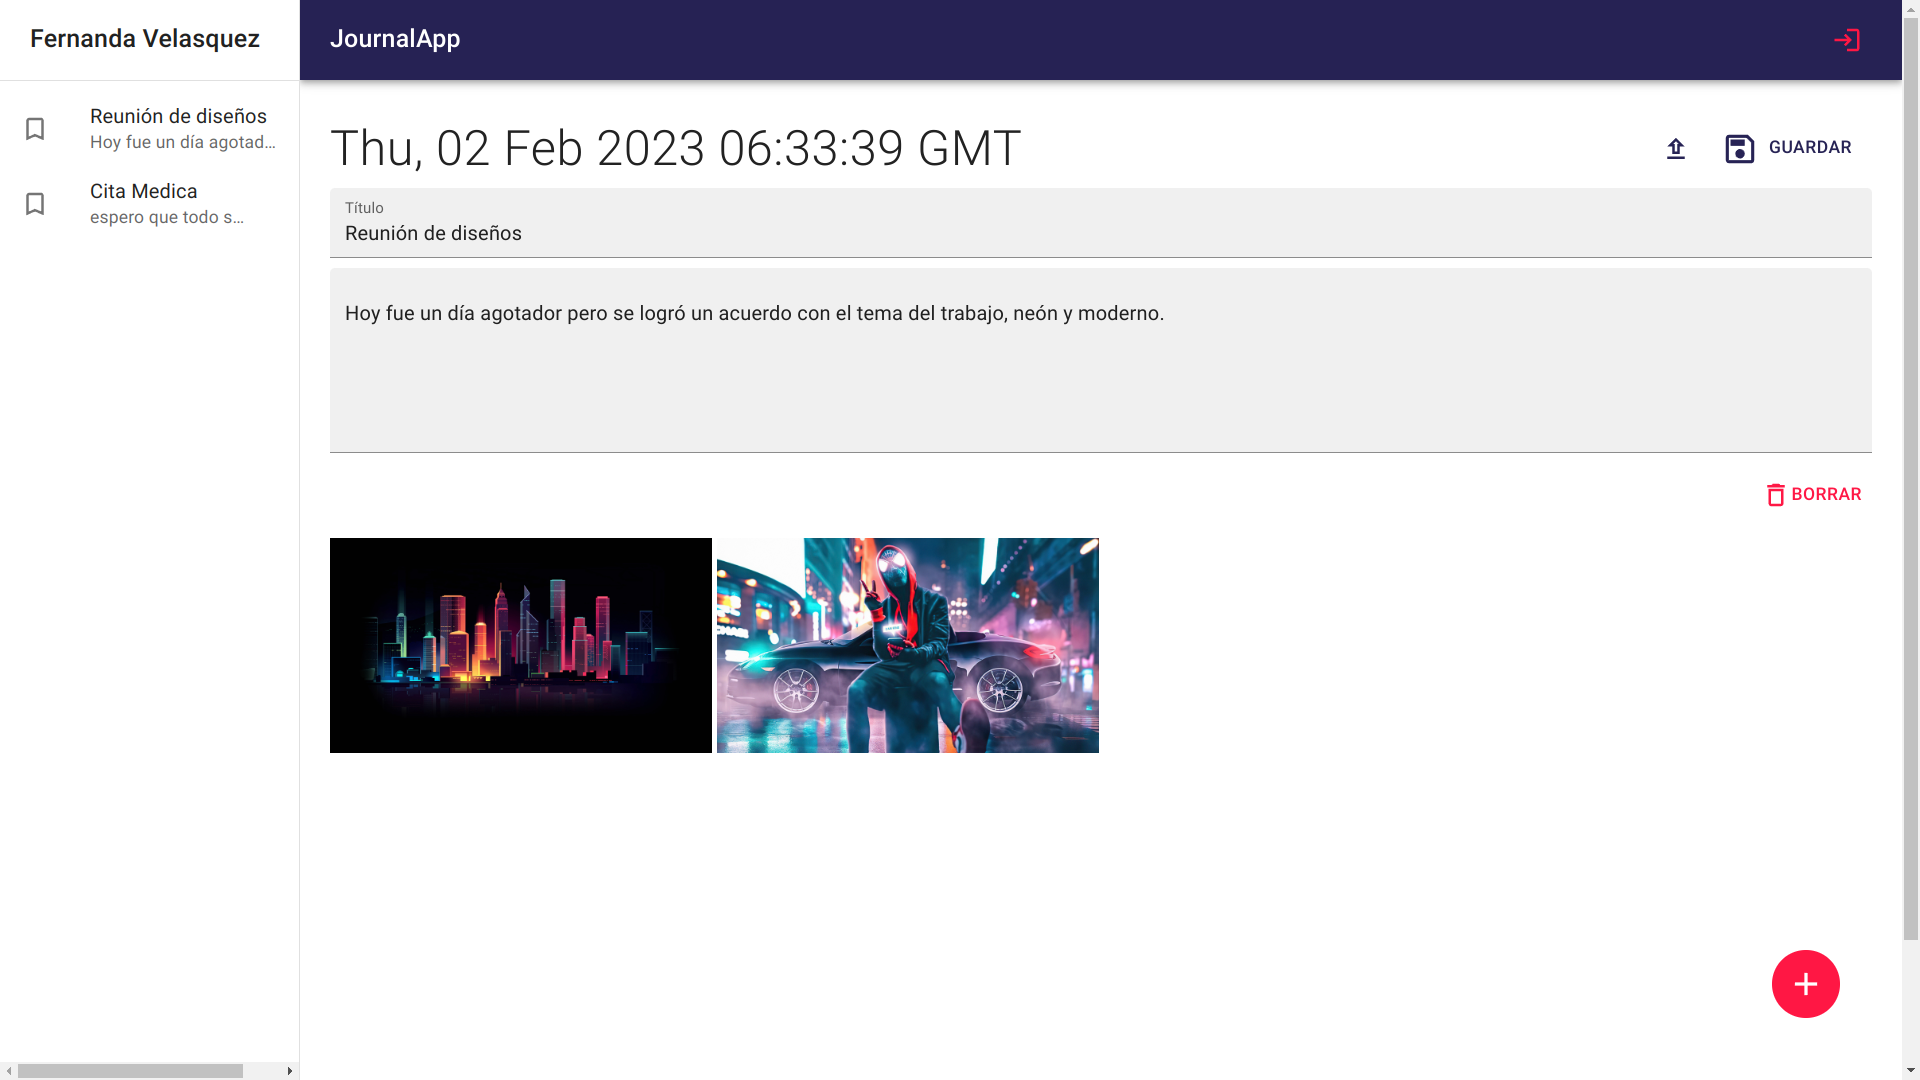 Fernanda Velasquez
JournalApp
Reunión de diseños
Hoy fue un día agotad...
Cita Medica
espero que todo s...
Thu, 02 Feb 2023 06:33:39 GMT
GUARDAR
Título
Reunión de diseños
Hoy fue un día agotador pero se logró un acuerdo con el tema del trabajo, neón y moderno.
BORRAR